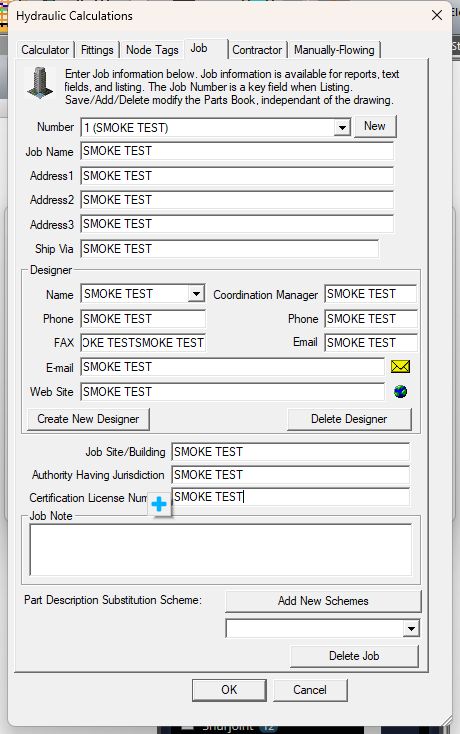 Hydraulic Calculations
Calculator Fittings Node Tags Job Contractor Manually-Flowing
Enter Job information below. Job information is available for reports, text
fields, and listing. The Job Number is a key field when Listing.
Save/Add/Delete modify the Parts Book, independant of the drawing.
Number 1 (SMOKE TEST) New
Job Name SMOKE TEST
Address1 SMOKE TEST
Address2 SMOKE TEST
Address3 SMOKE TEST
Ship Via SMOKE TEST
Designer
Name SMOKE TEST Coordination Manager SMOKE TEST
Phone SMOKE TEST Phone SMOKE TEST
FAX OKE TESTSMOKE TEST Email SMOKE TEST
E-mail SMOKE TEST
Web Site SMOKE TEST
Create New Designer Delete Designer
Job Site/Building SMOKE TEST
Authority Having Jurisdiction SMOKE TEST
Certification License Num SMOKE TEST
Job Note
Part Description Substitution Scheme: Add New Schemes
Delete Job
OK Cancel